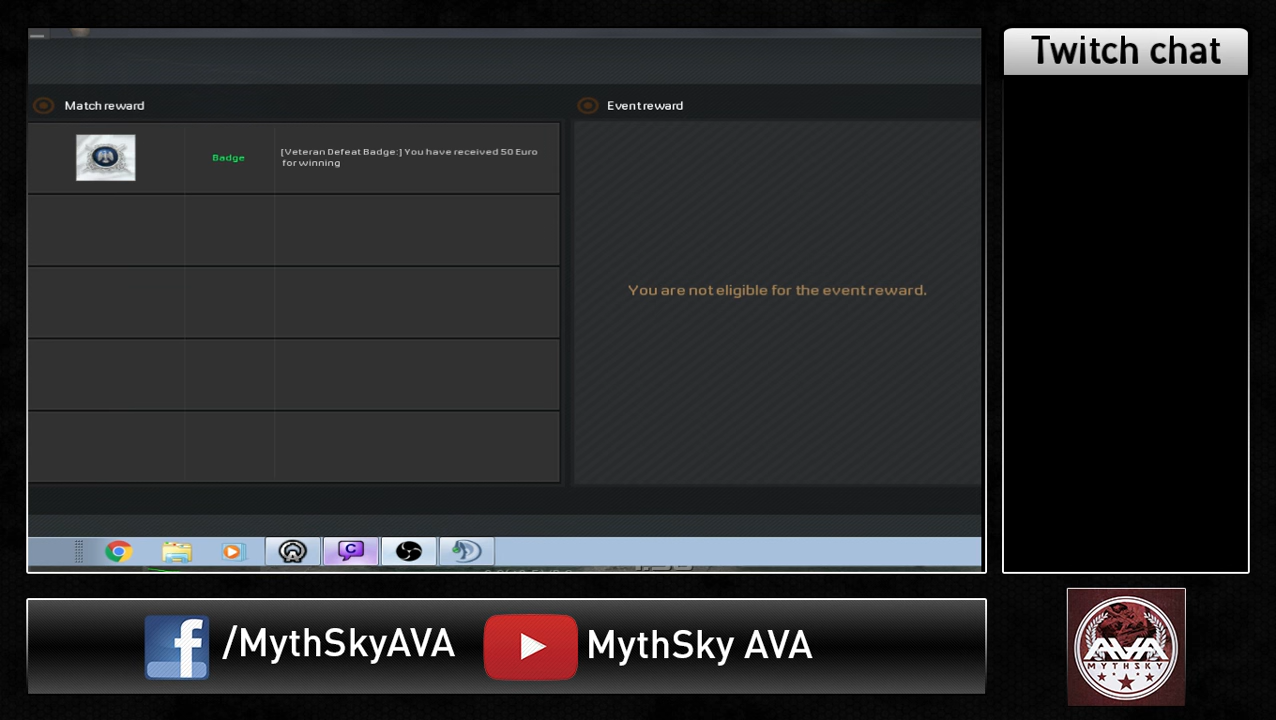 Twitch chat
Match reward
Event reward
Badge
[Veteran Defeat Badge:] You have received 50 Euro
for winning
You are not eligible for the event reward.
/MythSkyAVA
MythSky AVA
AVA
MYTHSKY